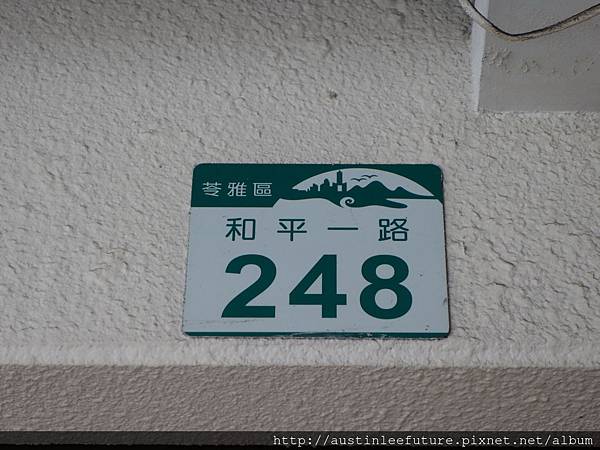 苓雅區
和平一路
248
http://austinleefuture.pixnet.net/album